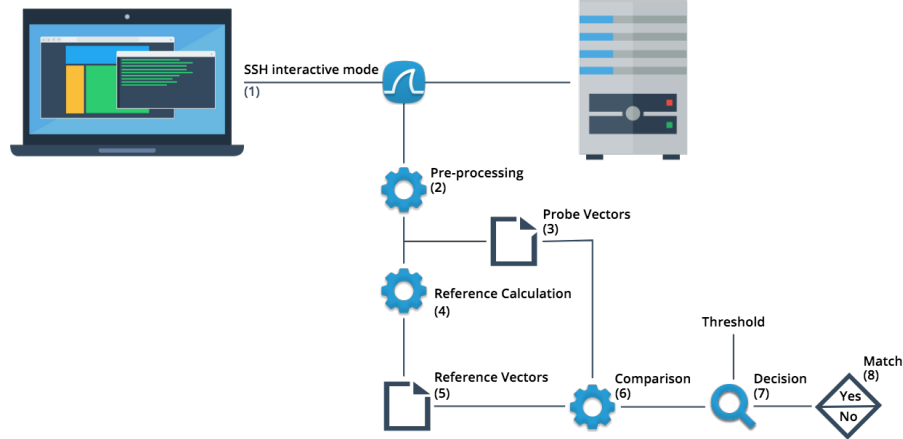 SSH interactive mode
(1)
Pre-processing
(2)
Probe Vectors
(3)
Reference Calculation
(4)
Threshold
Reference Vectors
(5)
Comparison
(6)
Decision
(7)
Match
(8)
Yes
No